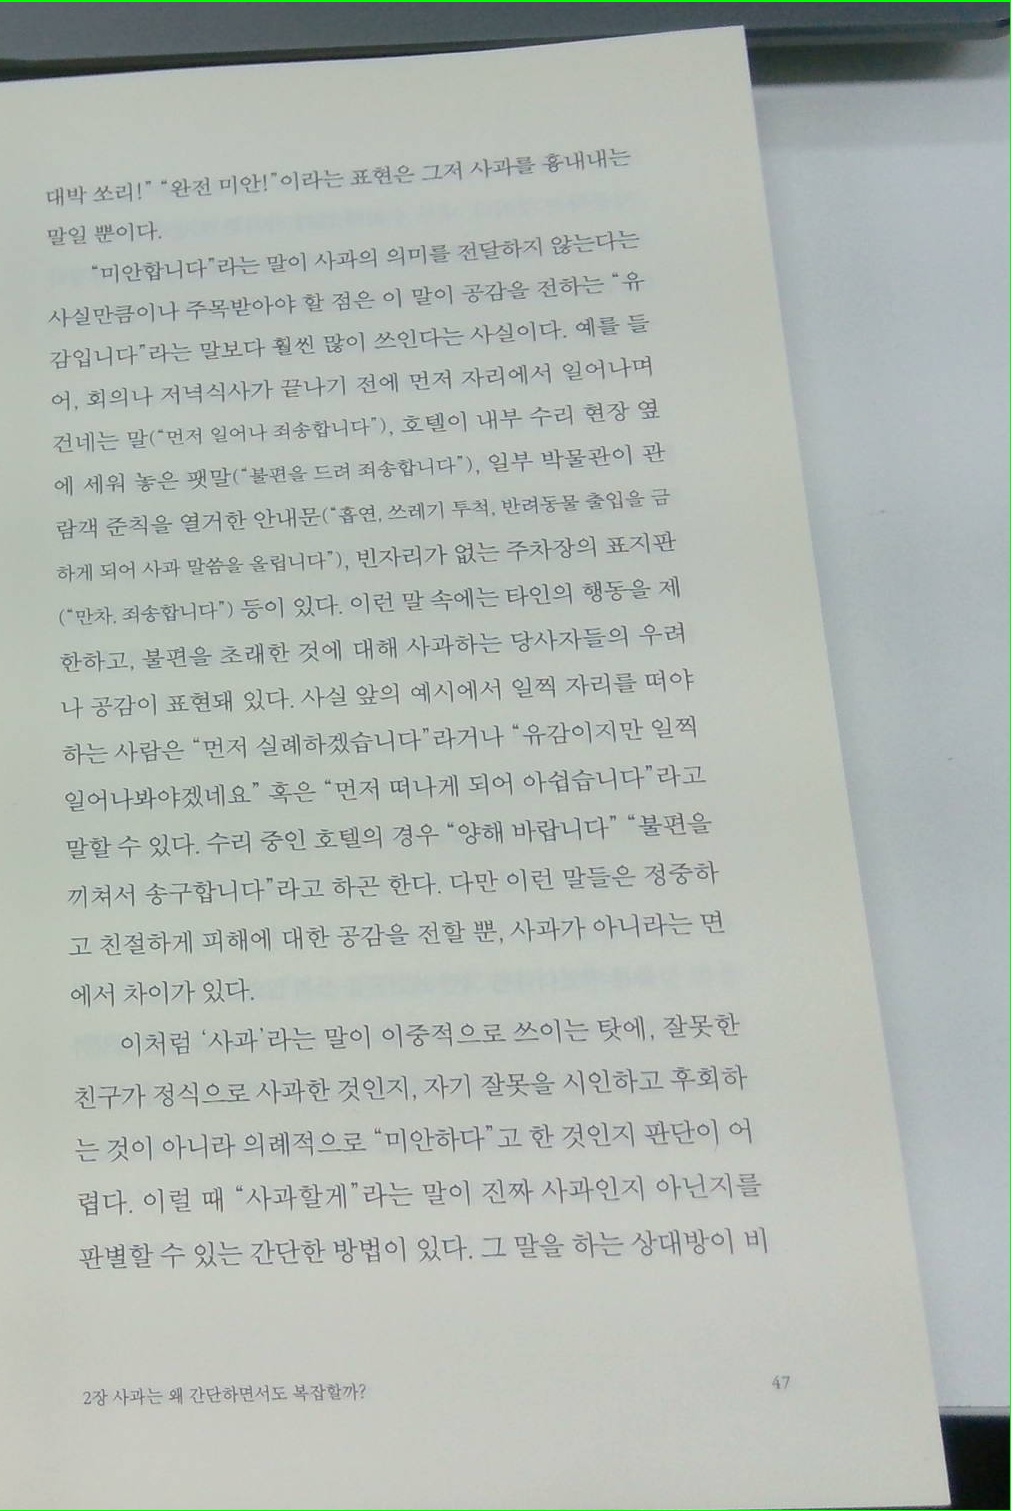 대박 쏘리!” “완전 미안!”이라는 표현은 그저 사과를 흉내내는
말일 뿐이다.
“미안합니다”라는 말이 사과의 의미를 전달하지 않는다는
사실만큼이나 주목받아야 할 점은 이 말이 공감을 전하는 “유
감입니다”라는 말보다 훨씬 많이 쓰인다는 사실이다. 예를 들
어, 회의나 저녁식사가 끝나기 전에 먼저 자리에서 일어나며
건네는 말(“먼저 일어나 죄송합니다”), 호텔이 내부 수리 현장 옆
에 세워 놓은 팻말(“불편을 드려 죄송합니다”), 일부 박물관이 관
람객 준칙을 열거한 안내문(“흡연, 쓰레기 투척, 반려동물 출입을 금
하게 되어 사과 말씀을 올립니다”), 빈자리가 없는 주차장의 표지판
(“만차, 죄송합니다”) 등이 있다. 이런 말 속에는 타인의 행동을 제
한하고, 불편을 초래한 것에 대해 사과하는 당사자들의 우려
나 공감이 표현돼 있다. 사실 앞의 예시에서 일찍 자리를 떠야
하는 사람은 “먼저 실례하겠습니다”라거나 “유감이지만 일찍
일어나봐야겠네요” 혹은 “먼저 떠나게 되어 아쉽습니다”라고
말할 수 있다. 수리 중인 호텔의 경우 “양해 바랍니다” “불편을
끼쳐서 송구합니다”라고 하곤 한다. 다만 이런 말들은 정중하
고 친절하게 피해에 대한 공감을 전할 뿐, 사과가 아니라는 면
에서 차이가 있다.
이처럼 ‘사과’라는 말이 이중적으로 쓰이는 탓에, 잘못한
친구가 정식으로 사과한 것인지, 자기 잘못을 시인하고 후회하
는 것이 아니라 의례적으로 “미안하다”고 한 것인지 판단이 어
렵다. 이럴 때 “사과할게”라는 말이 진짜 사과인지 아닌지를
판별할 수 있는 간단한 방법이 있다. 그 말을 하는 상대방이 비
2장 사과는 왜 간단하면서도 복잡할까?
47